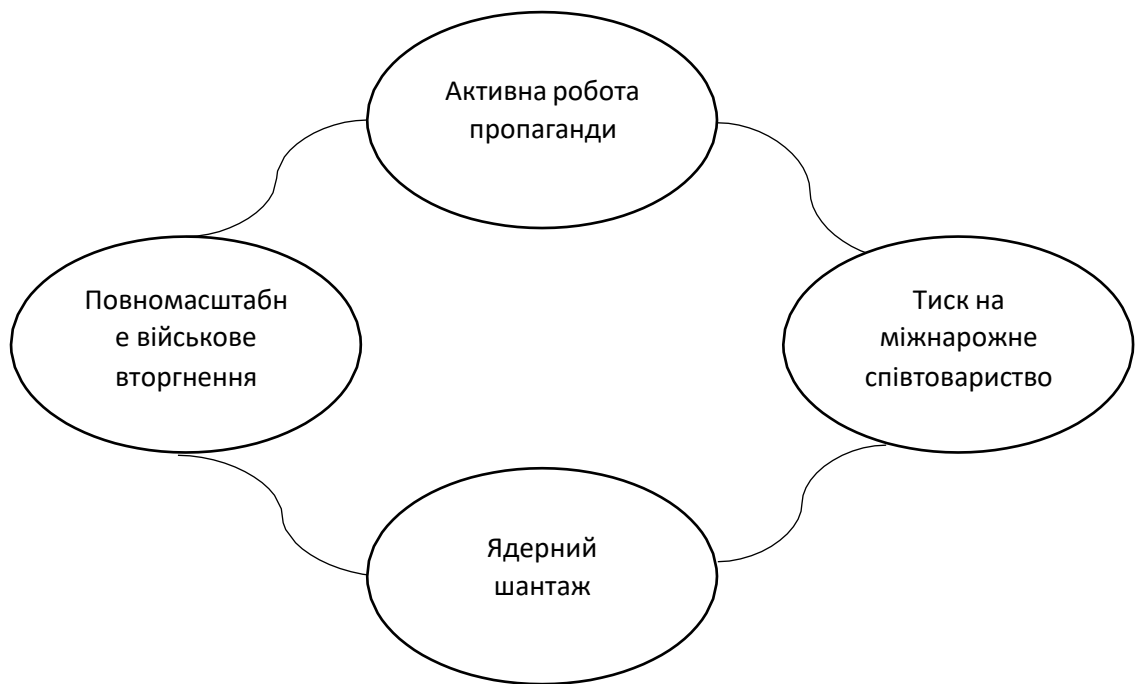 Активна робота
пропаганди
Повномасштабн
е військове
вторгнення
Тиск на
міжнарожне
співтовариство
Ядерний
шантаж